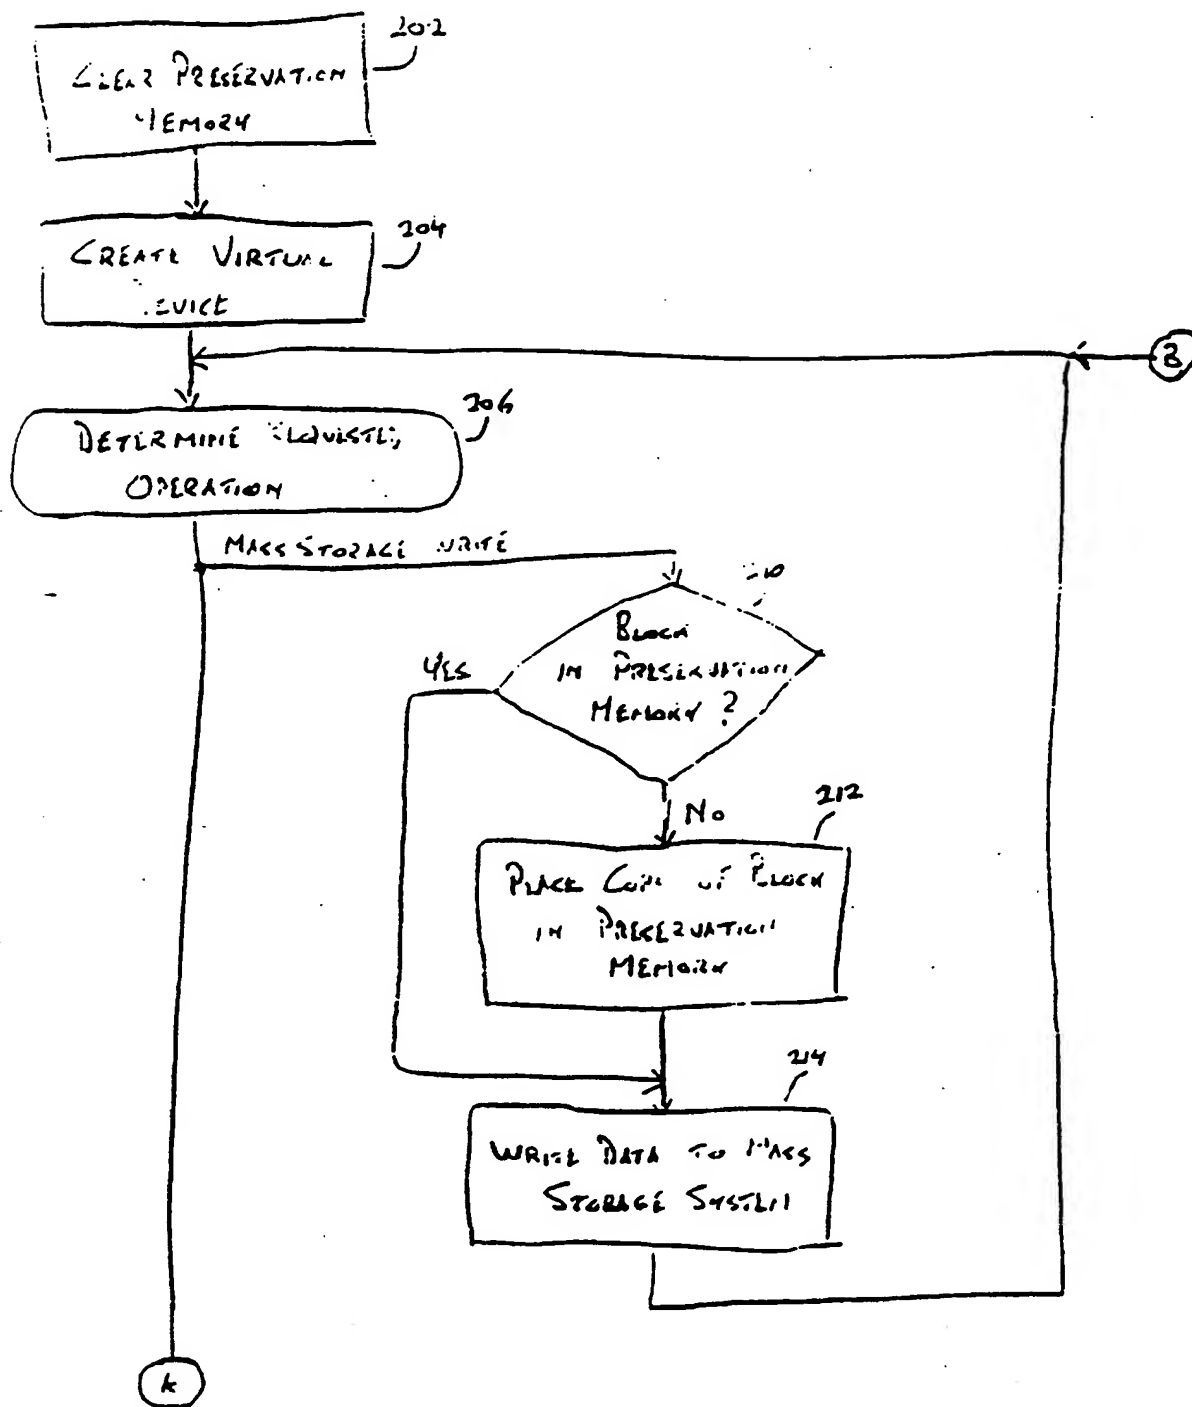 202
CLEAR PRESERVATION
MEMORY
204
CREATE VIRTUAL
DEVICE
B
206
DETERMINE REQUESTED
OPERATION
MASS STORAGE WRITE
210
BLOCK
IN PRESERVATION
MEMORY?
YES
NO
212
PLACE COPY OF BLOCK
IN PRESERVATION
MEMORY
214
WRITE DATA TO MASS
STORAGE SYSTEM